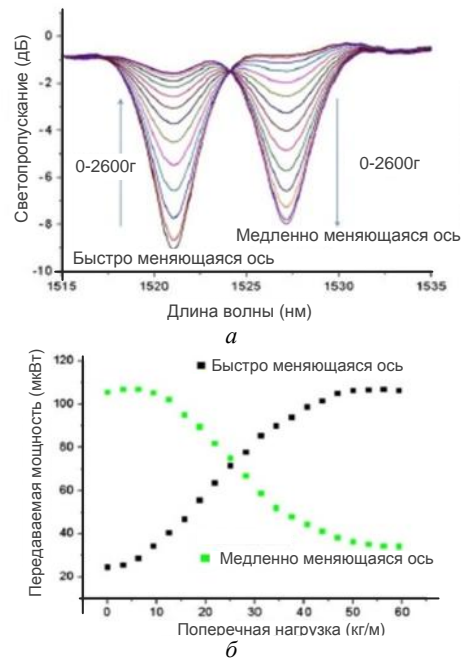 0
-2
-4
-6
-8
-10
Светопропускание (дБ)
0-2600г
0-2600г
Быстро меняющаяся ось
Медленно меняющаяся ось
1515
1520
1525
1530
1535
Длина волны (нм)
а
120
100
80
60
40
20
Передаваемая мощность (мкВт)
Быстро меняющаяся ось
Медленно меняющаяся ось
0
10
20
30
40
50
60
Поперечная нагрузка (кг/м)
б